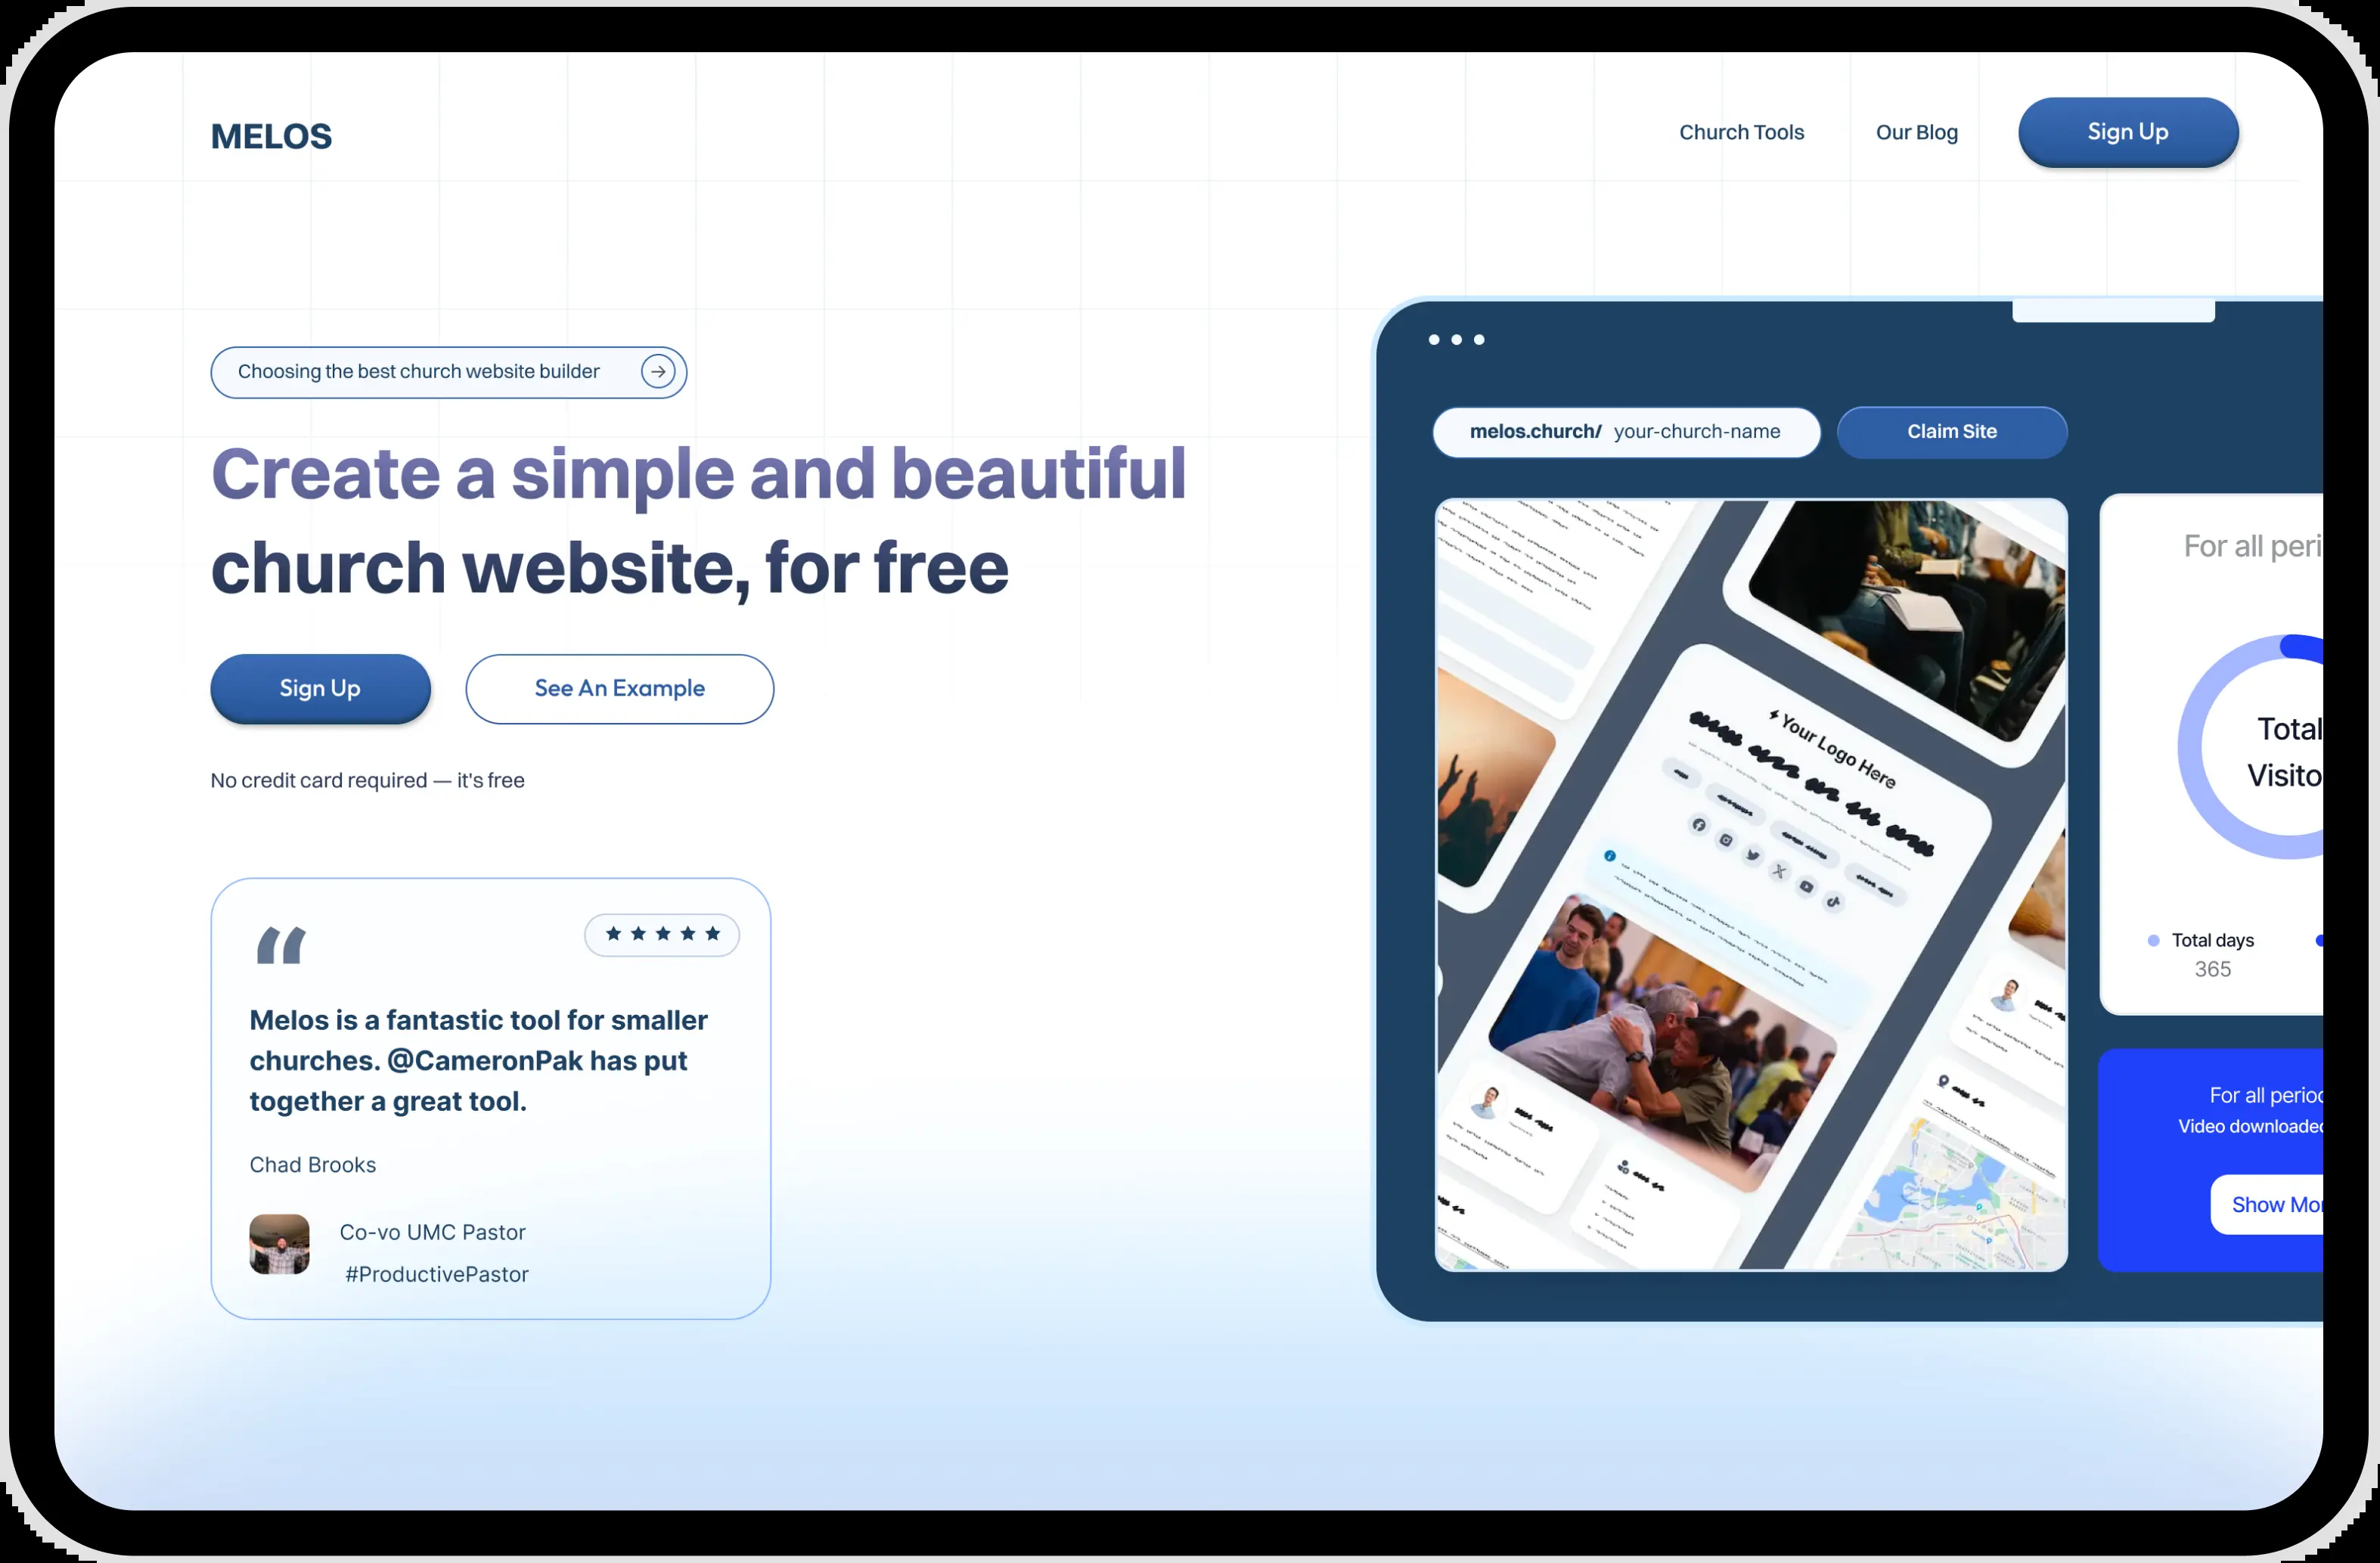 MELOS
Church Tools
Our Blog
Sign Up
Choosing the best church website builder
Create a simple and beautiful
church website, for free
Sign Up
See An Example
No credit card required — it's free
“
Melos is a fantastic tool for smaller
churches. @CameronPak has put
together a great tool.
Chad Brooks
Co-vo UMC Pastor
#ProductivePastor
melos.church/ your-church-name
Claim Site
Your Logo Here
For all peri
Total
Visito
Total days
365
For all perio
Video downloaded
Show Mor